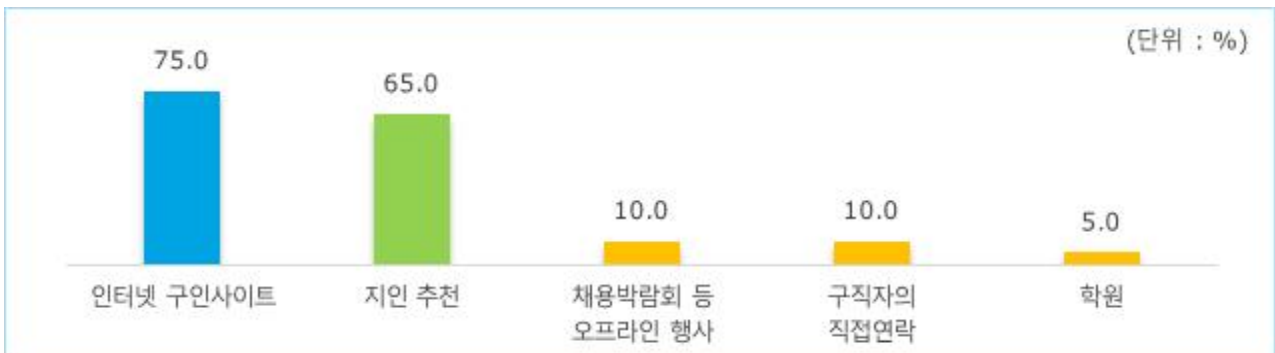 (단위 : %)
75.0
65.0
10.0
10.0
5.0
인터넷 구인사이트
지인 추천
채용박람회 등
오프라인 행사
구직자의
직접연락
학원